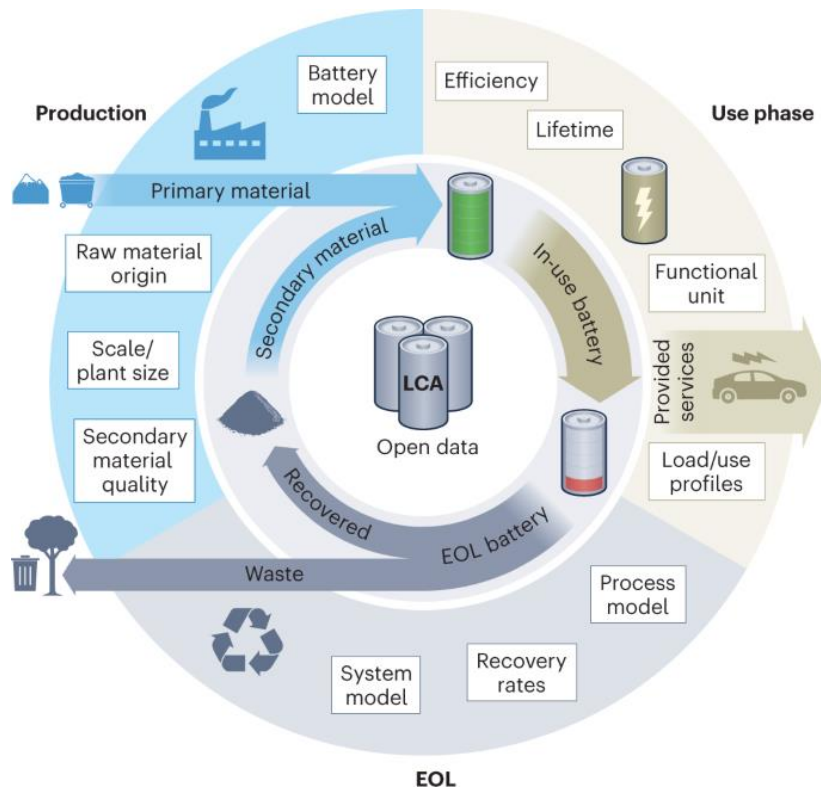 Production
Battery
model
Efficiency
Lifetime
Use phase
Primary material
Secondary material
In-use battery
Raw material
origin
Functional
unit
Scale/
plant size
LCA
Open data
Provided
services
Secondary
material
quality
Load/use
profiles
Recovered
EOL battery
Waste
Process
model
System
model
Recovery
rates
EOL